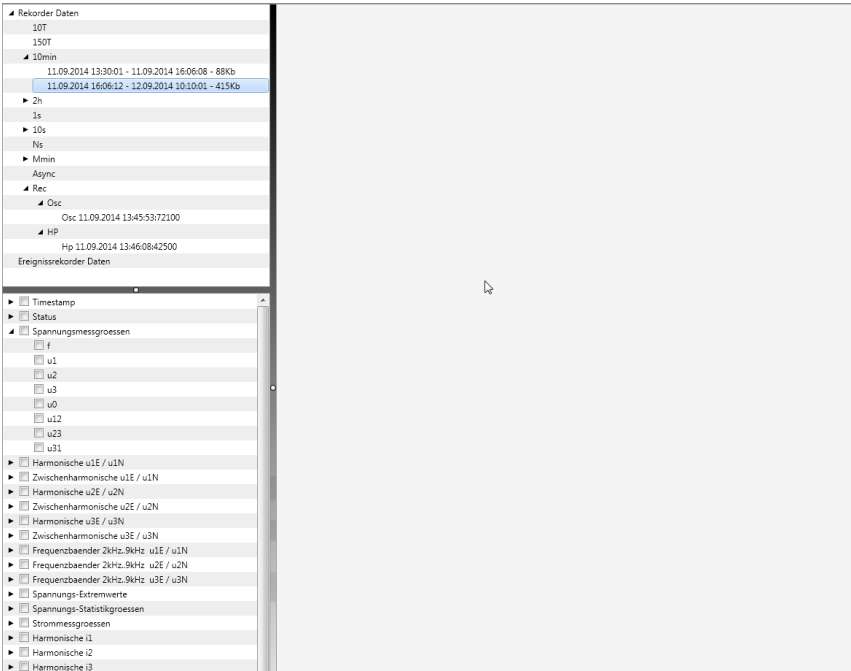 Rekorder Daten
10T
150T
10min
11.09.2014 13:30:01 - 11.09.2014 16:06:08 - 88Kb
11.09.2014 16:06:12 - 12.09.2014 10:10:01 - 415Kb
2h
1s
10s
Ns
Mmin
Async
Rec
Osc
Osc 11.09.2014 13:45:53:72100
HP
Hp 11.09.2014 13:46:08:42500
Ereignissrekorder Daten
Timestamp
Status
Spannungsmessgroessen
f
u1
u2
u3
u0
u12
u23
u31
Harmonische u1E / u1N
Zwischenharmonische u1E / u1N
Harmonische u2E / u2N
Zwischenharmonische u2E / u2N
Harmonische u3E / u3N
Zwischenharmonische u3E / u3N
Frequenzbaender 2kHz..9kHz u1E / u1N
Frequenzbaender 2kHz..9kHz u2E / u2N
Frequenzbaender 2kHz..9kHz u3E / u3N
Spannungs-Extremwerte
Spannungs-Statistikgroessen
Strommessgroessen
Harmonische i1
Harmonische i2
Harmonische i3